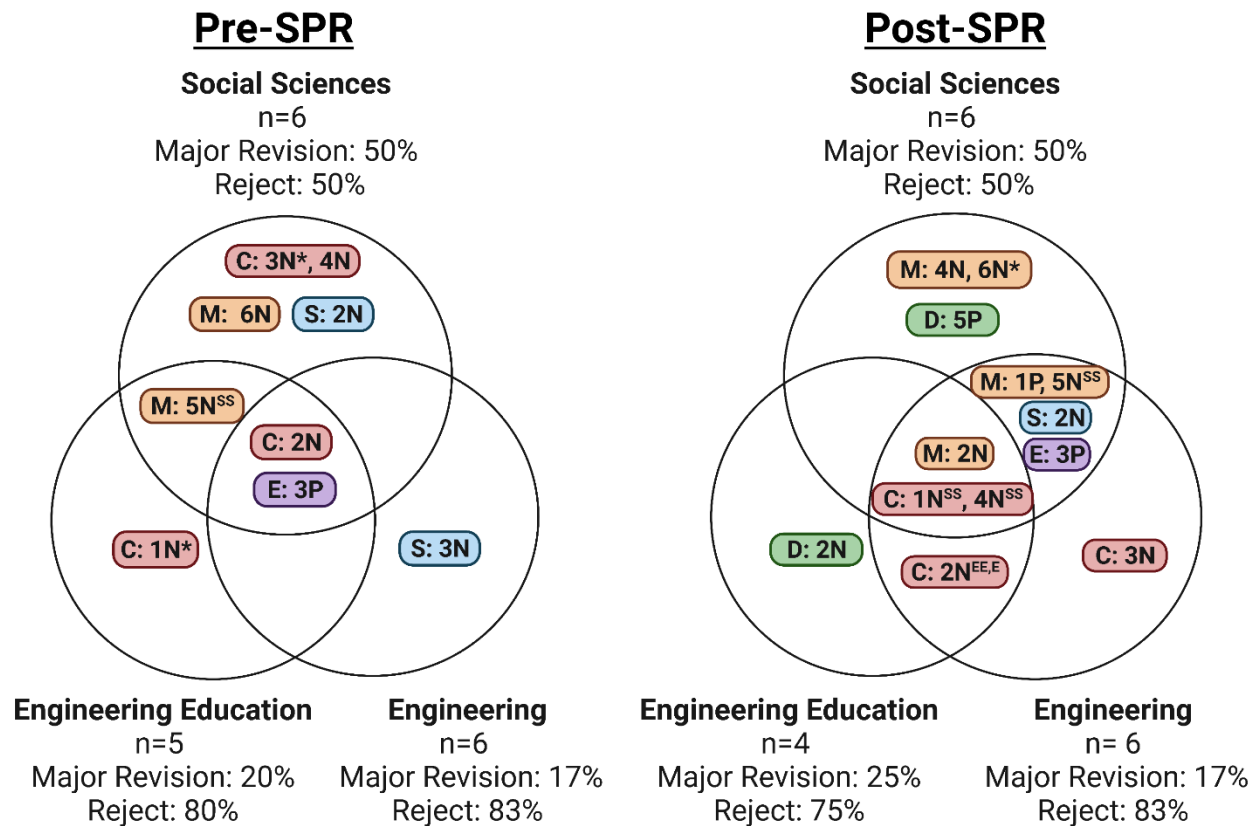 Pre-SPR
Social Sciences
n=6
Major Revision: 50%
Reject: 50%
C: 3N*, 4N
M: 6N
S: 2N
M: 5N^SS
C: 2N
E: 3P
C: 1N*
S: 3N
Engineering Education
n=5
Major Revision: 20%
Reject: 80%
Engineering
n=6
Major Revision: 17%
Reject: 83%
Post-SPR
Social Sciences
n=6
Major Revision: 50%
Reject: 50%
M: 4N, 6N*
D: 5P
M: 1P, 5N^SS
S: 2N
E: 3P
M: 2N
C: 1N^SS, 4N^SS
D: 2N
C: 2N^EE,E
C: 3N
Engineering Education
n=4
Major Revision: 25%
Reject: 75%
Engineering
n= 6
Major Revision: 17%
Reject: 83%